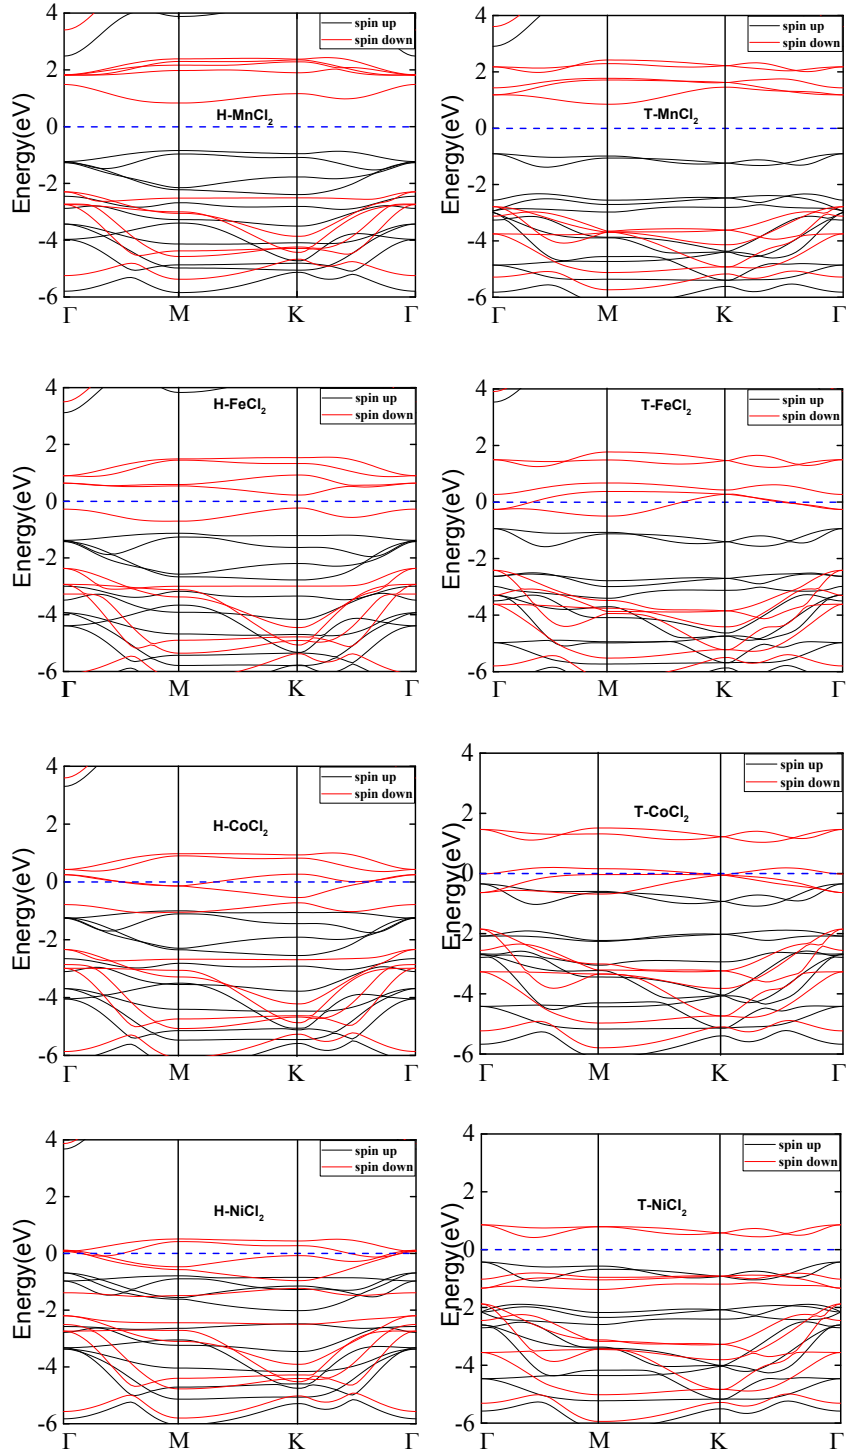 4
2
0
-2
-4
-6
Energy(eV)
spin up
spin down
H-MnCl₂
Γ
M
K
Γ
4
2
0
-2
-4
-6
Energy(eV)
spin up
spin down
T-MnCl₂
Γ
M
K
Γ
4
2
0
-2
-4
-6
Energy(eV)
spin up
spin down
H-FeCl₂
Γ
M
K
Γ
4
2
0
-2
-4
-6
Energy(eV)
spin up
spin down
T-FeCl₂
Γ
M
K
Γ
4
2
0
-2
-4
-6
Energy(eV)
spin up
spin down
H-CoCl₂
Γ
M
K
Γ
4
2
0
-2
-4
-6
Energy(eV)
spin up
spin down
T-CoCl₂
Γ
M
K
Γ
4
2
0
-2
-4
-6
Energy(eV)
spin up
spin down
H-NiCl₂
Γ
M
K
Γ
4
2
0
-2
-4
-6
Energy(eV)
spin up
spin down
T-NiCl₂
Γ
M
K
Γ